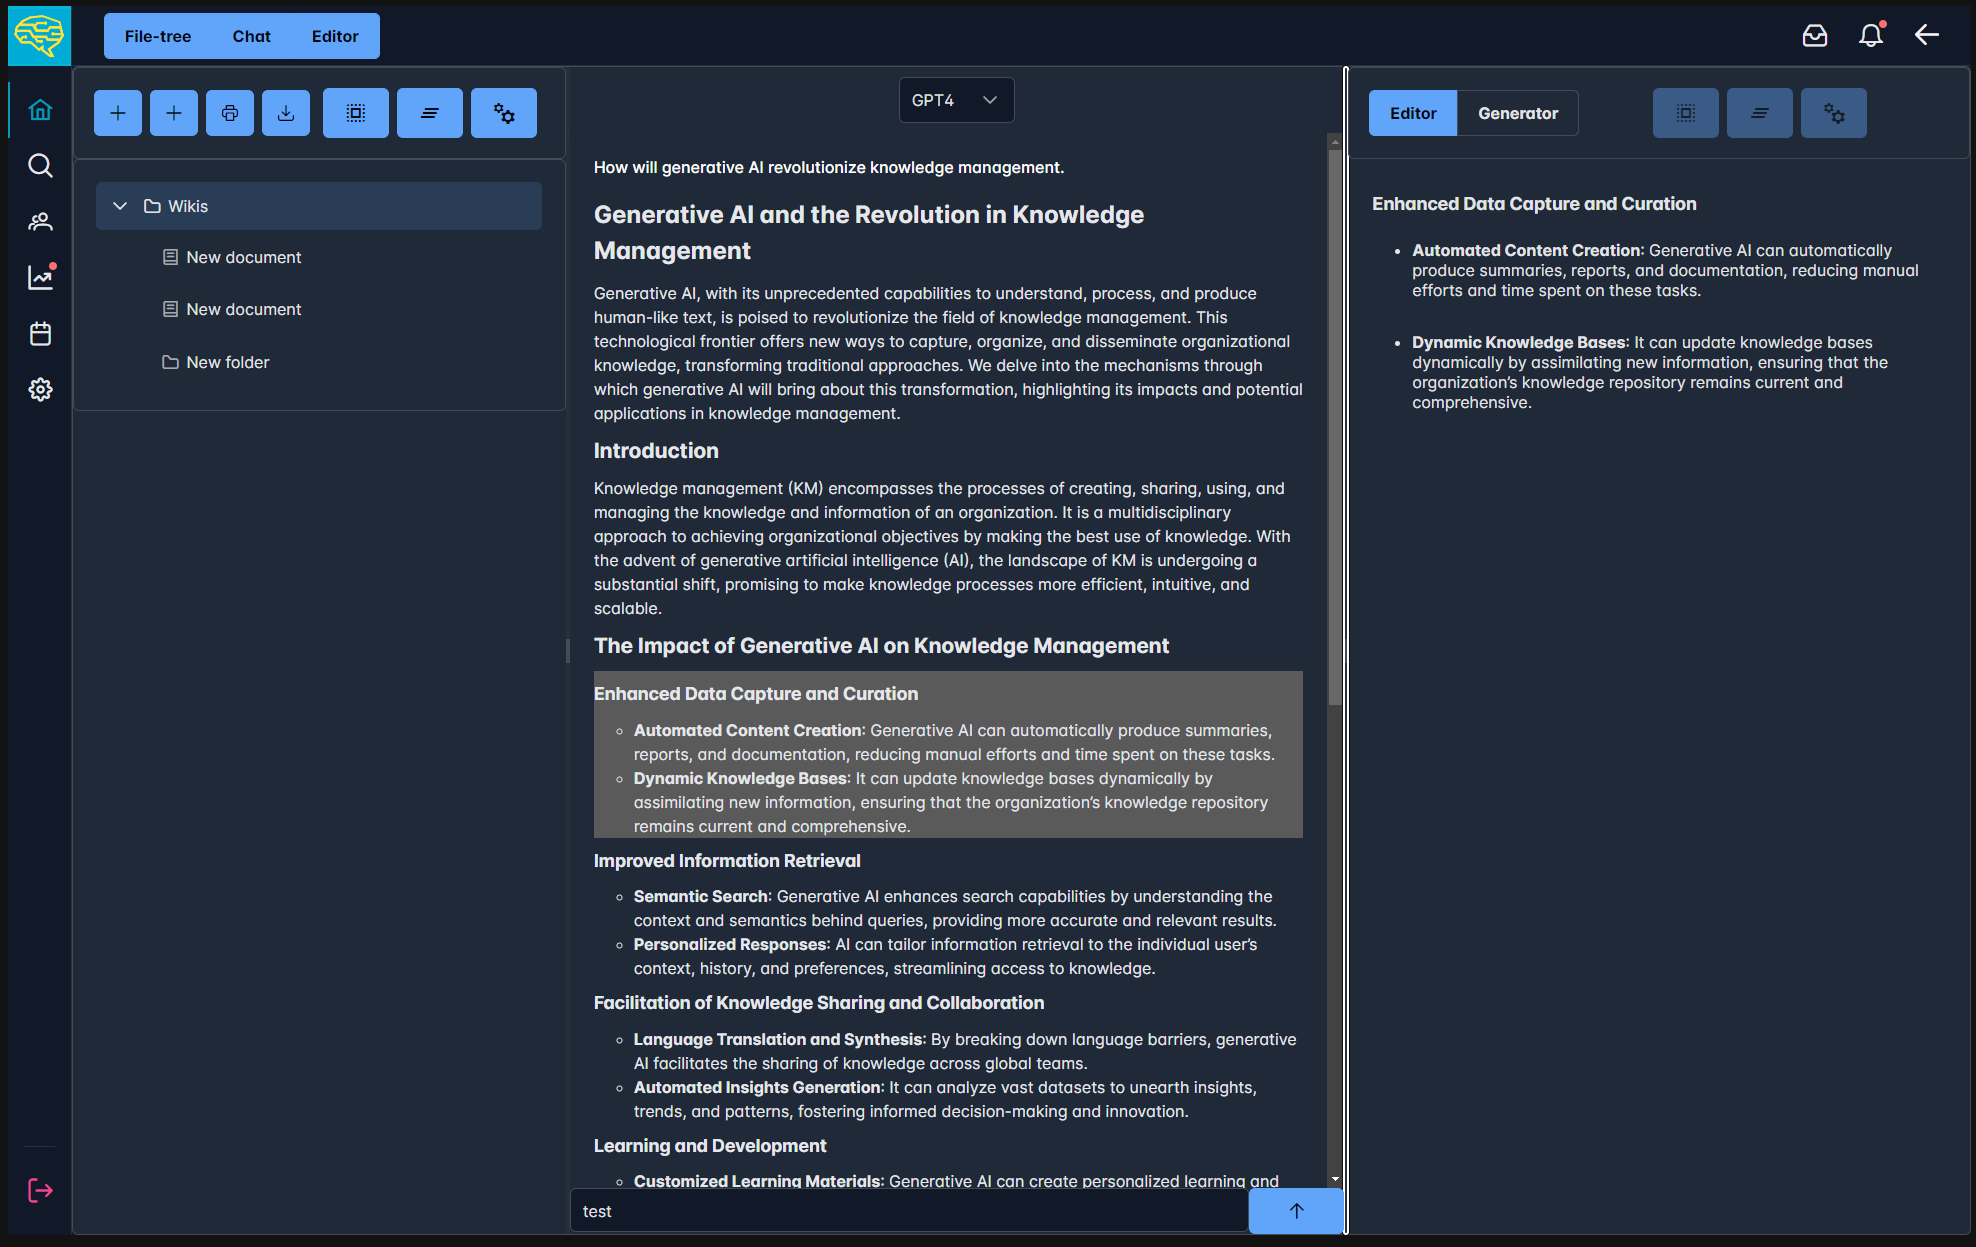 File-tree
Chat
Editor
Wikis
New document
New document
New folder
GPT4
How will generative AI revolutionize knowledge management.
Generative AI and the Revolution in Knowledge
Management
Generative AI, with its unprecedented capabilities to understand, process, and produce
human-like text, is poised to revolutionize the field of knowledge management. This
technological frontier offers new ways to capture, organize, and disseminate organizational
knowledge, transforming traditional approaches. We delve into the mechanisms through
which generative AI will bring about this transformation, highlighting its impacts and potential
applications in knowledge management.
Introduction
Knowledge management (KM) encompasses the processes of creating, sharing, using, and
managing the knowledge and information of an organization. It is a multidisciplinary
approach to achieving organizational objectives by making the best use of knowledge. With
the advent of generative artificial intelligence (AI), the landscape of KM is undergoing a
substantial shift, promising to make knowledge processes more efficient, intuitive, and
scalable.
The Impact of Generative AI on Knowledge Management
Enhanced Data Capture and Curation
Automated Content Creation: Generative AI can automatically produce summaries,
reports, and documentation, reducing manual efforts and time spent on these tasks.
Dynamic Knowledge Bases: It can update knowledge bases dynamically by
assimilating new information, ensuring that the organization's knowledge repository
remains current and comprehensive.
Improved Information Retrieval
Semantic Search: Generative AI enhances search capabilities by understanding the
context and semantics behind queries, providing more accurate and relevant results.
Personalized Responses: AI can tailor information retrieval to the individual user's
context, history, and preferences, streamlining access to knowledge.
Facilitation of Knowledge Sharing and Collaboration
Language Translation and Synthesis: By breaking down language barriers, generative
AI facilitates the sharing of knowledge across global teams.
Automated Insights Generation: It can analyze vast datasets to unearth insights,
trends, and patterns, fostering informed decision-making and innovation.
Learning and Development
Customized Learning Materials: Generative AI can create personalized learning and
test
Editor
Generator
Enhanced Data Capture and Curation
Automated Content Creation: Generative AI can automatically
produce summaries, reports, and documentation, reducing manual
efforts and time spent on these tasks.
Dynamic Knowledge Bases: It can update knowledge bases
dynamically by assimilating new information, ensuring that the
organization's knowledge repository remains current and
comprehensive.